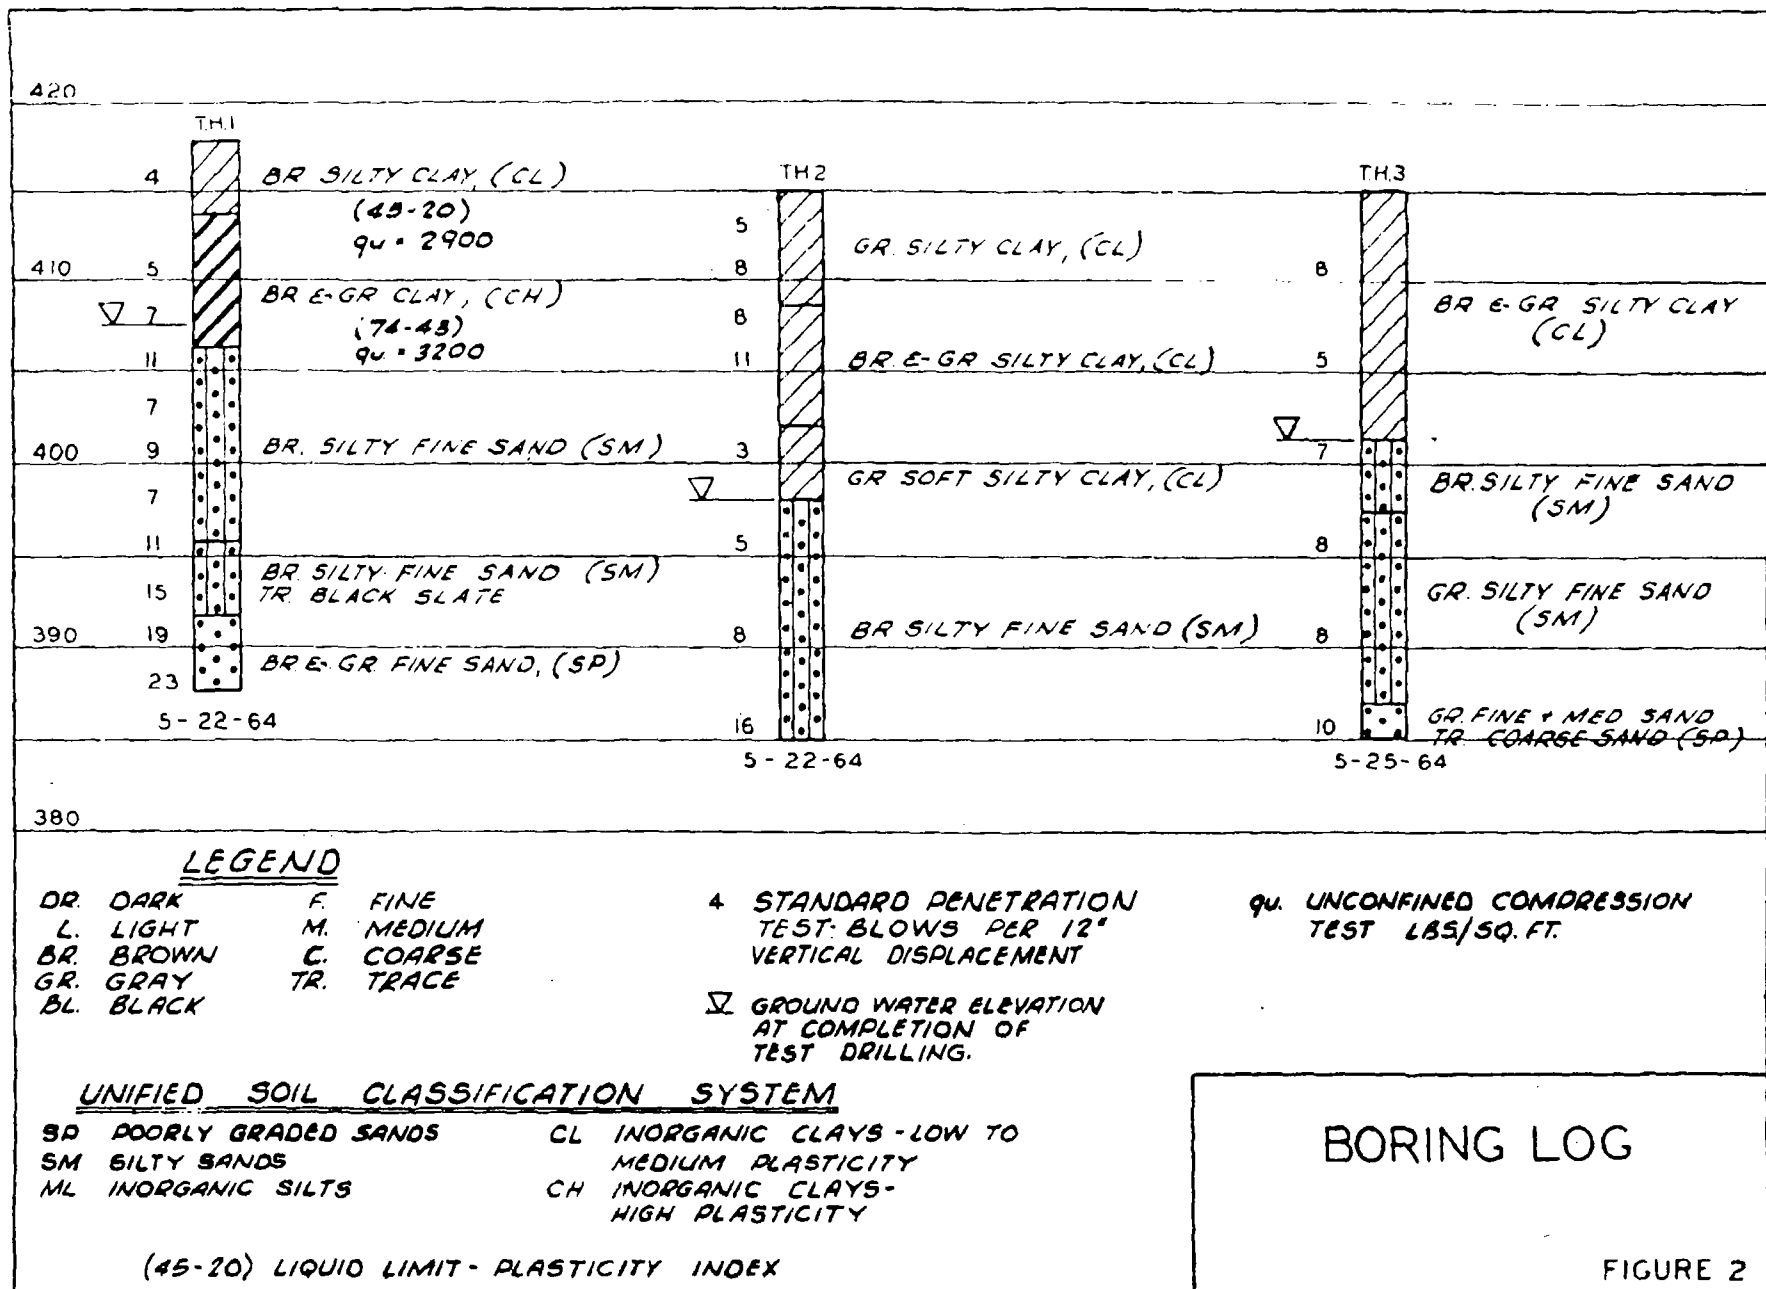 420
T.H.1
4 BR SILTY CLAY, (CL)
(45-20)
qu = 2900
410 5
BR &-GR CLAY, (CH)
7 (74-43)
qu = 3200
11
7
400 9 BR. SILTY FINE SAND (SM)
7
11
BR. SILTY FINE SAND (SM)
15 TR. BLACK SLATE
390 19
BR &-GR FINE SAND, (SP)
23
5-22-64
380
TH2
5
GR. SILTY CLAY, (CL)
8
8
11 BR &-GR SILTY CLAY, (CL)
3
GR SOFT SILTY CLAY, (CL)
5
8 BR SILTY FINE SAND (SM)
16
5-22-64
T.H.3
8
BR &-GR SILTY CLAY
(CL)
5
7
BR. SILTY FINE SAND
(SM)
8
GR. SILTY FINE SAND
(SM)
8
GR. FINE + MED SAND
10 TR. COARSE SAND (SP)
5-25-64
LEGEND
DR. DARK F. FINE
L. LIGHT M. MEDIUM
BR. BROWN C. COARSE
GR. GRAY TR. TRACE
BL. BLACK
4 STANDARD PENETRATION
TEST: BLOWS PER 12"
VERTICAL DISPLACEMENT
GROUND WATER ELEVATION
AT COMPLETION OF
TEST DRILLING.
qu. UNCONFINED COMPRESSION
TEST LBS/SQ. FT.
UNIFIED SOIL CLASSIFICATION SYSTEM
SP POORLY GRADED SANDS
SM SILTY SANDS
ML INORGANIC SILTS
CL INORGANIC CLAYS - LOW TO
MEDIUM PLASTICITY
CH INORGANIC CLAYS-
HIGH PLASTICITY
(45-20) LIQUID LIMIT - PLASTICITY INDEX
BORING LOG
FIGURE 2